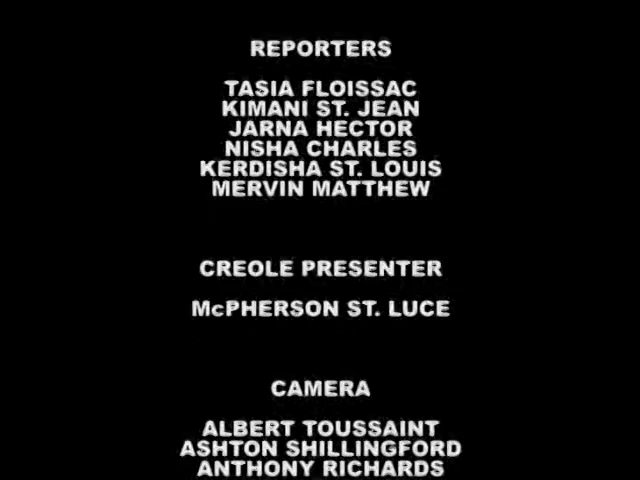 REPORTERS
TASIA FLOISSAC
KIMANI ST. JEAN
JARNA HECTOR
NISHA CHARLES
KERDISHA ST. LOUIS
MERVIN MATTHEW
CREOLE PRESENTER
McPHERSON ST. LUCE
CAMERA
ALBERT TOUSSAINT
ASHTON SHILLINGFORD
ANTHONY RICHARDS